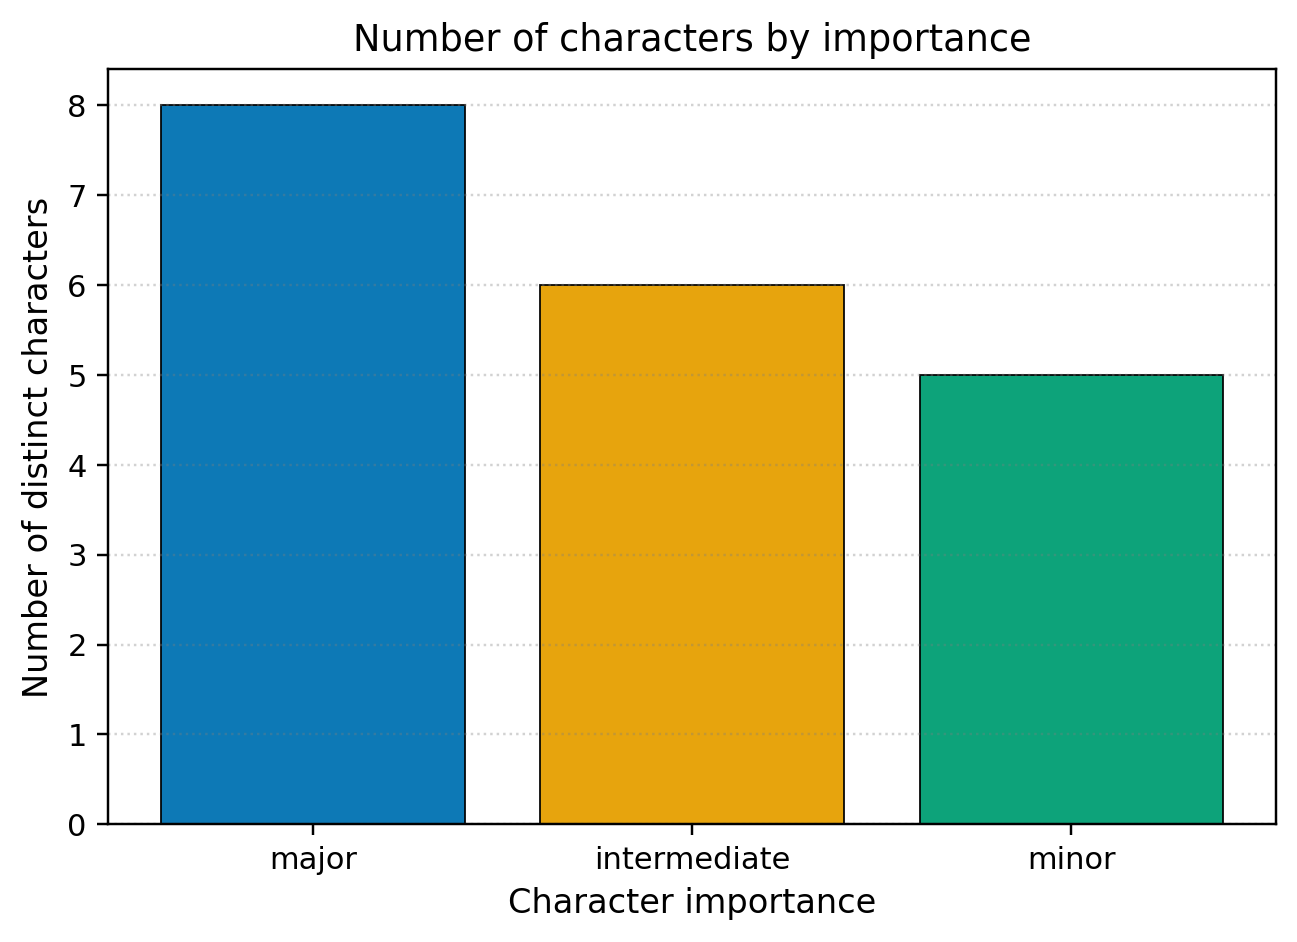 Number of characters by importance
Number of distinct characters
8
7
6
5
4
3
2
1
0
major intermediate minor
Character importance